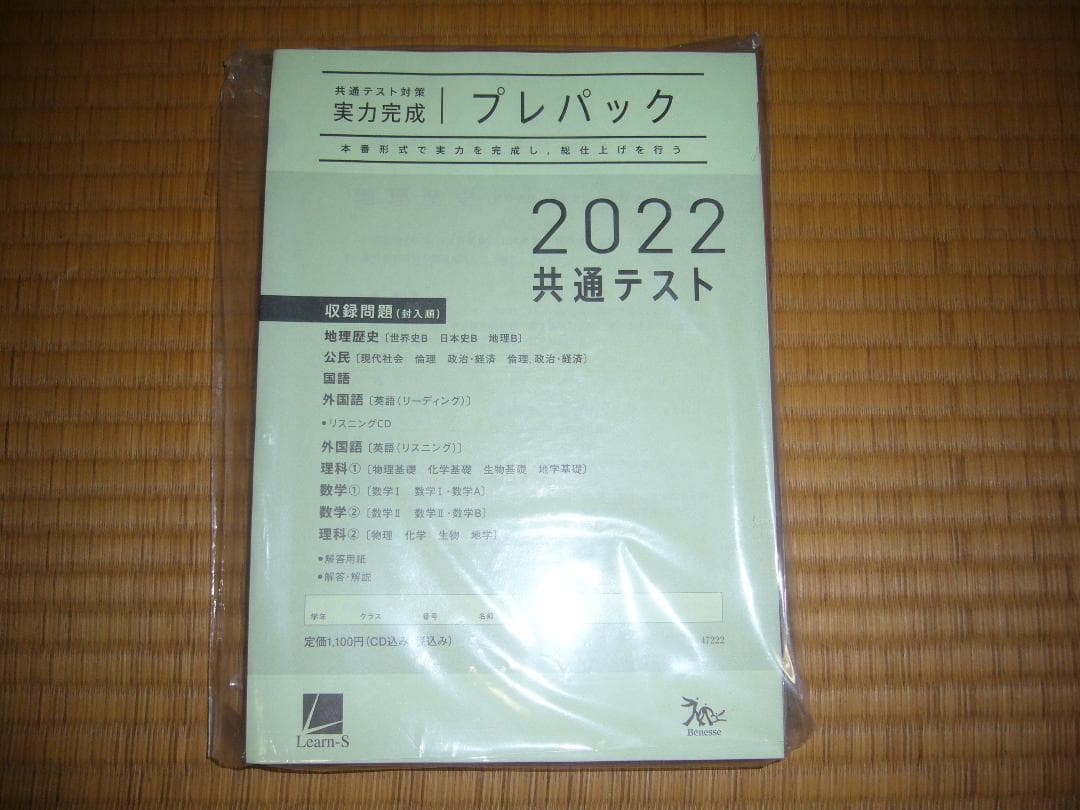 共通テスト対策
実力完成
プレパック
本番形式で実力を完成し,総仕上げを行う
2022
共通テスト
収録問題(封入順)
地理歴史〔世界史B 日本史B 地理B〕
公民〔現代社会 倫理 政治・経済 倫理,政治・経済〕
国語
外国語〔英語(リーディング)〕
●リスニングCD
外国語〔英語(リスニング)〕
理科①〔物理基礎 化学基礎 生物基礎 地学基礎〕
数学①〔数学Ⅰ 数学Ⅰ・数学A〕
数学②〔数学Ⅱ 数学Ⅱ・数学B〕
理科②〔物理 化学 生物 地学〕
●解答用紙
●解答・解説
学年 クラス 番号 名前
定価1,100円(CD込み 込み)
47222
Learn-S
Benesse